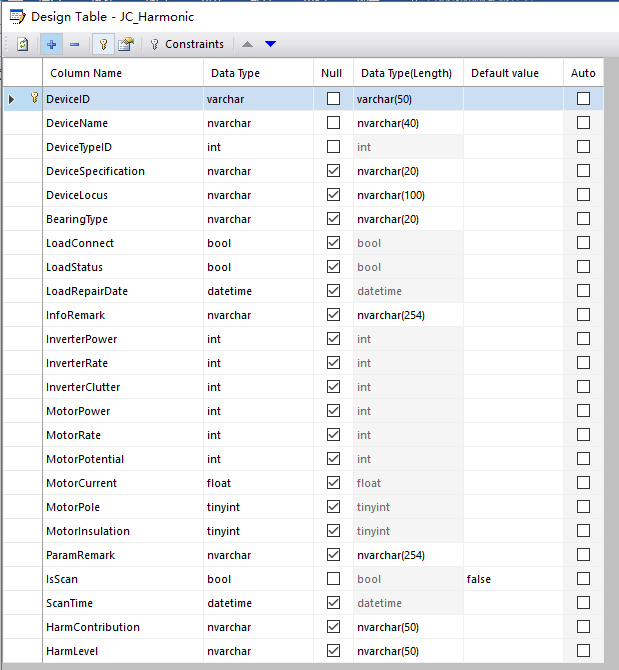 Design Table - JC_Harmonic
Constraints
Column Name Data Type Null Data Type(Length) Default value Auto
DeviceID varchar varchar(50)
DeviceName nvarchar nvarchar(40)
DeviceTypeID int int
DeviceSpecification nvarchar nvarchar(20)
DeviceLocus nvarchar nvarchar(100)
BearingType nvarchar nvarchar(20)
LoadConnect bool bool
LoadStatus bool bool
LoadRepairDate datetime datetime
InfoRemark nvarchar nvarchar(254)
InverterPower int int
InverterRate int int
InverterClutter int int
MotorPower int int
MotorRate int int
MotorPotential int int
MotorCurrent float float
MotorPole tinyint tinyint
MotorInsulation tinyint tinyint
ParamRemark nvarchar nvarchar(254)
IsScan bool bool false
ScanTime datetime datetime
HarmContribution nvarchar nvarchar(50)
HarmLevel nvarchar nvarchar(50)